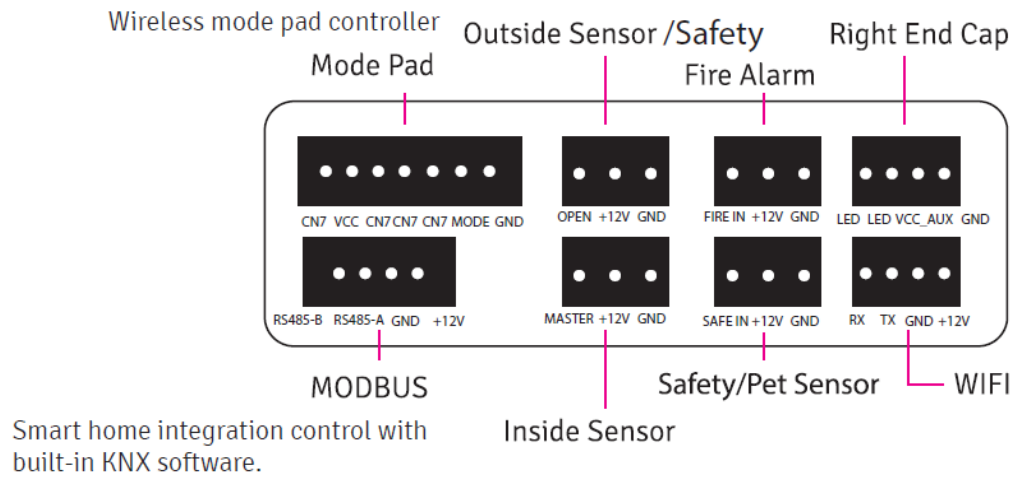 Wireless mode pad controller
Outside Sensor /Safety
Right End Cap
Mode Pad
Fire Alarm
CN7 VCC CN7 CN7 CN7 MODE GND
OPEN +12V GND
FIRE IN +12V GND
LED LED VCC_AUX GND
RS485-B RS485-A GND +12V
MASTER +12V GND
SAFE IN +12V GND
RX TX GND +12V
MODBUS
Safety/Pet Sensor
WIFI
Smart home integration control with
built-in KNX software.
Inside Sensor